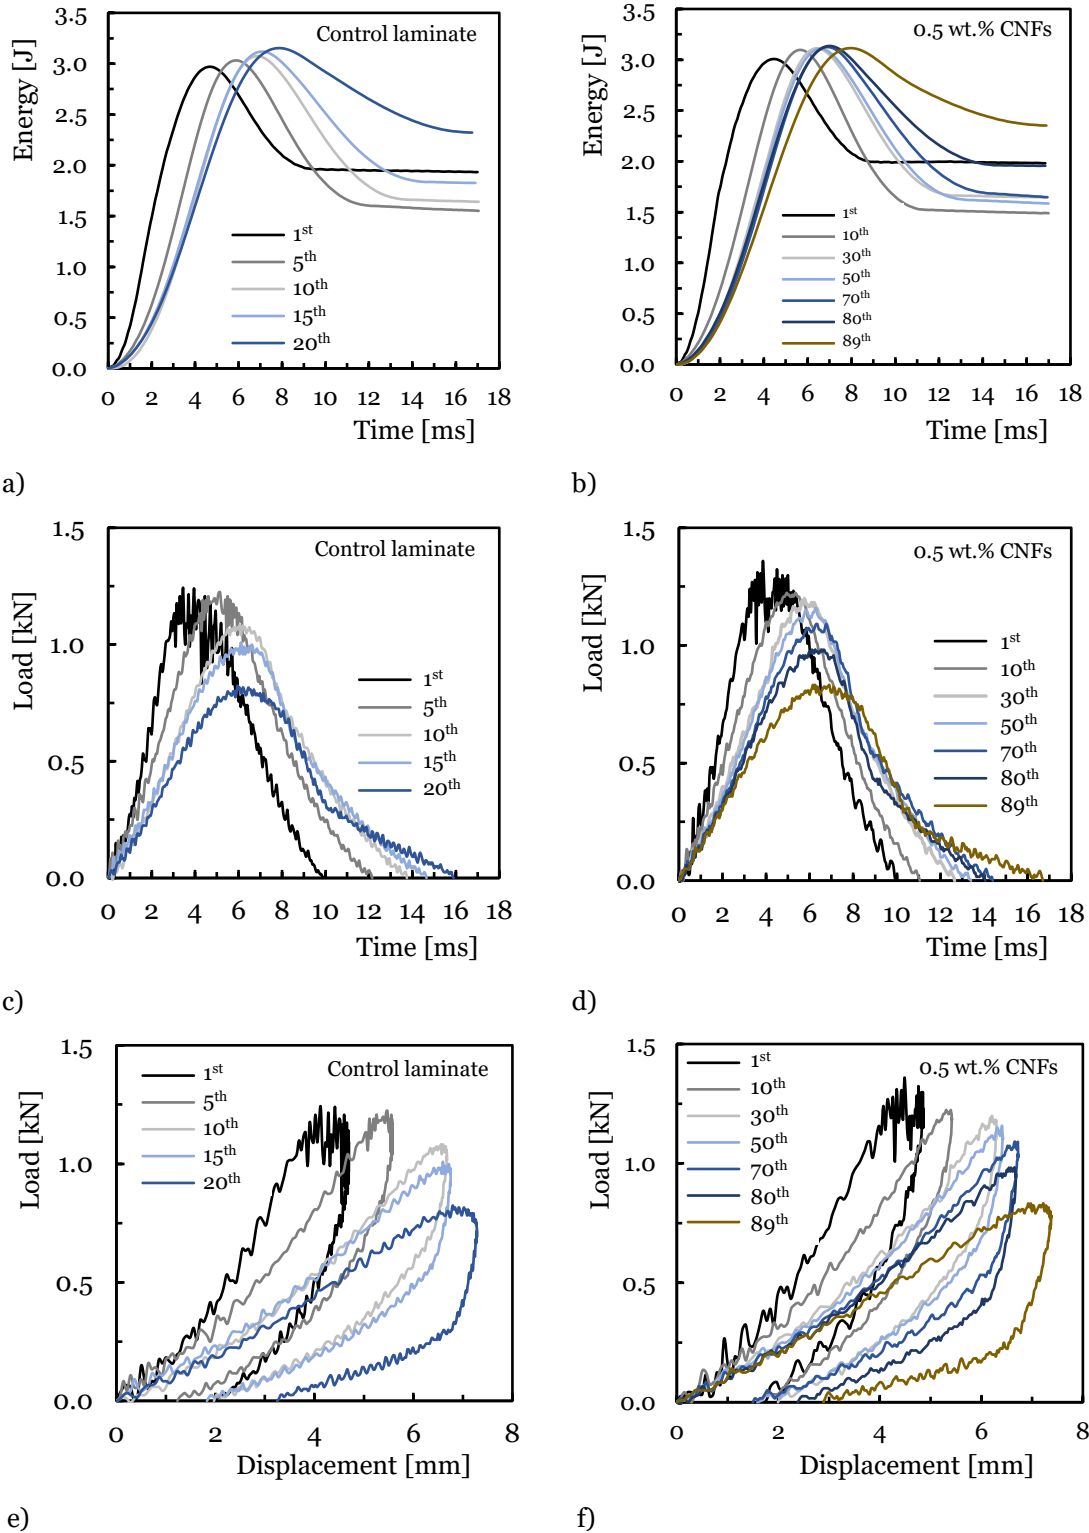 3.5
3.0
2.5
2.0
1.5
1.0
0.5
0.0
Energy [J]
Control laminate
1st
5th
10th
15th
20th
0 2 4 6 8 10 12 14 16 18
Time [ms]
a)
3.5
3.0
2.5
2.0
1.5
1.0
0.5
0.0
Energy [J]
0.5 wt.% CNFs
1st
10th
30th
50th
70th
80th
89th
0 2 4 6 8 10 12 14 16 18
Time [ms]
b)
1.5
1.0
0.5
0.0
Load [kN]
Control laminate
1st
5th
10th
15th
20th
0 2 4 6 8 10 12 14 16 18
Time [ms]
c)
1.5
1.0
0.5
0.0
Load [kN]
0.5 wt.% CNFs
1st
10th
30th
50th
70th
80th
89th
0 2 4 6 8 10 12 14 16 18
Time [ms]
d)
1.5
1.0
0.5
0.0
Load [kN]
Control laminate
1st
5th
10th
15th
20th
0 2 4 6 8
Displacement [mm]
e)
1.5
1.0
0.5
0.0
Load [kN]
0.5 wt.% CNFs
1st
10th
30th
50th
70th
80th
89th
0 2 4 6 8
Displacement [mm]
f)